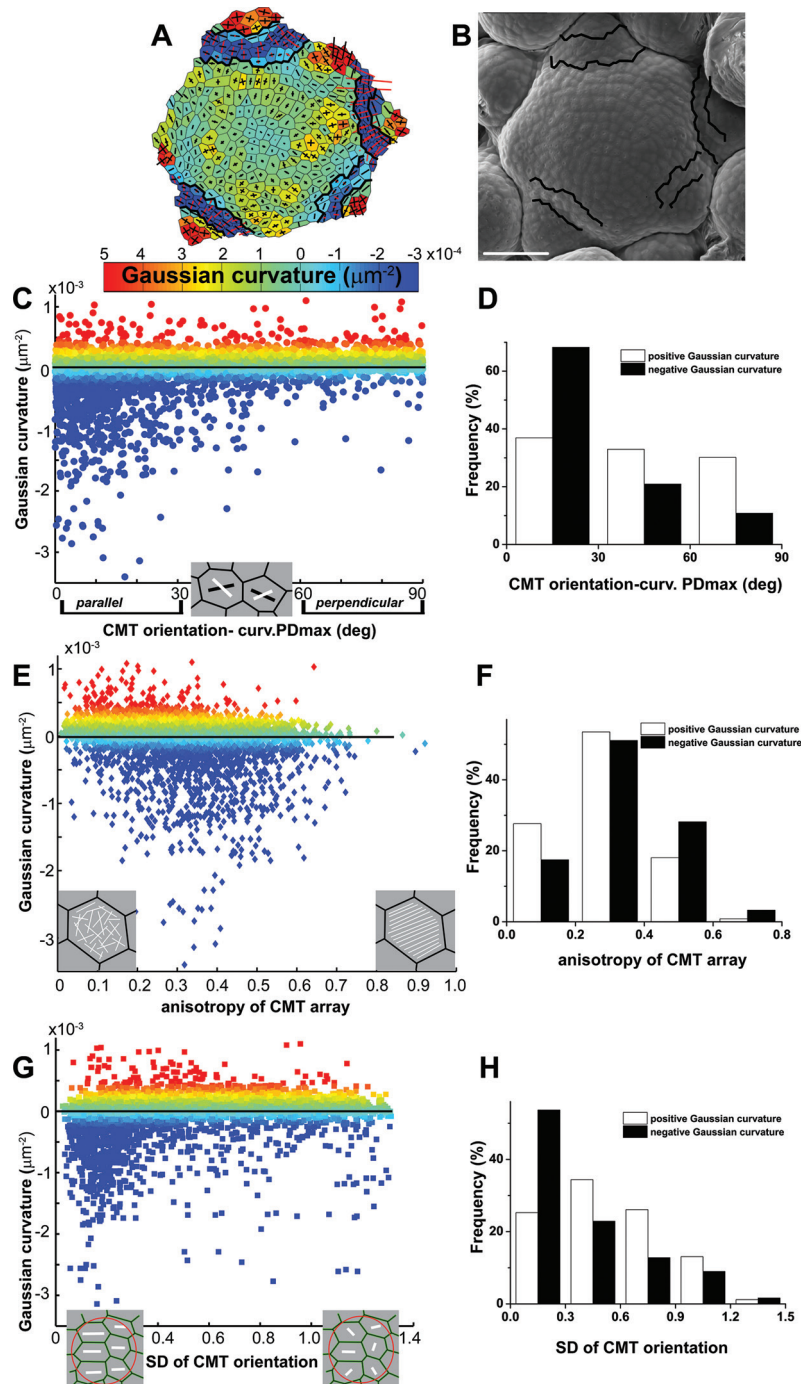 A
B
5 4 3 2 1 0 -1 -2 -3 x10-4
Gaussian curvature (μm-2)
C
x10-3
1
0
-1
-2
-3
Gaussian curvature (μm-2)
0 30 60 90
parallel
perpendicular
CMT orientation- curv.PDmax (deg)
D
positive Gaussian curvature
negative Gaussian curvature
60
40
20
0
Frequency (%)
0 30 60 90
CMT orientation-curv. PDmax (deg)
E
x10-3
1
0
-1
-2
-3
Gaussian curvature (μm-2)
0 0.1 0.2 0.3 0.4 0.5 0.6 0.7 0.8 0.9 1.0
anisotropy of CMT array
F
positive Gaussian curvature
negative Gaussian curvature
40
20
0
Frequency (%)
0.0 0.2 0.4 0.6 0.8
anisotropy of CMT array
G
x10-3
1
0
-1
-2
-3
Gaussian curvature (μm-2)
0 0.4 0.6 0.8 1.0 1.4
SD of CMT orientation
H
positive Gaussian curvature
negative Gaussian curvature
40
20
0
Frequency (%)
0.0 0.3 0.6 0.9 1.2 1.5
SD of CMT orientation